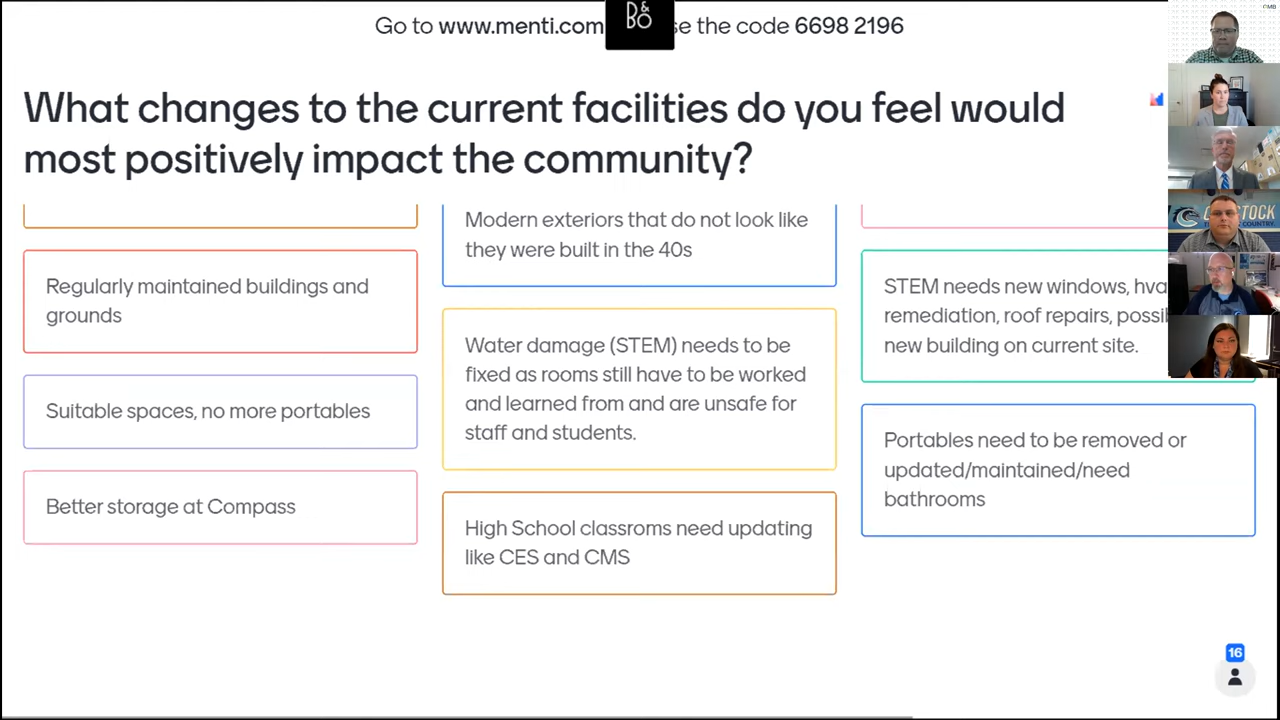 Go to www.menti.com se the code 6698 2196
B&
BO
What changes to the current facilities do you feel would
most positively impact the community?
Regularly maintained buildings and
grounds
Suitable spaces, no more portables
Better storage at Compass
Modern exteriors that do not look like
they were built in the 40s
Water damage (STEM) needs to be
fixed as rooms still have to be worked
and learned from and are unsafe for
staff and students.
High School classroms need updating
like CES and CMS
STEM needs new windows, hva
remediation, roof repairs, possi
new building on current site.
Portables need to be removed or
updated/maintained/need
bathrooms
STOCK
COUNTRY
16